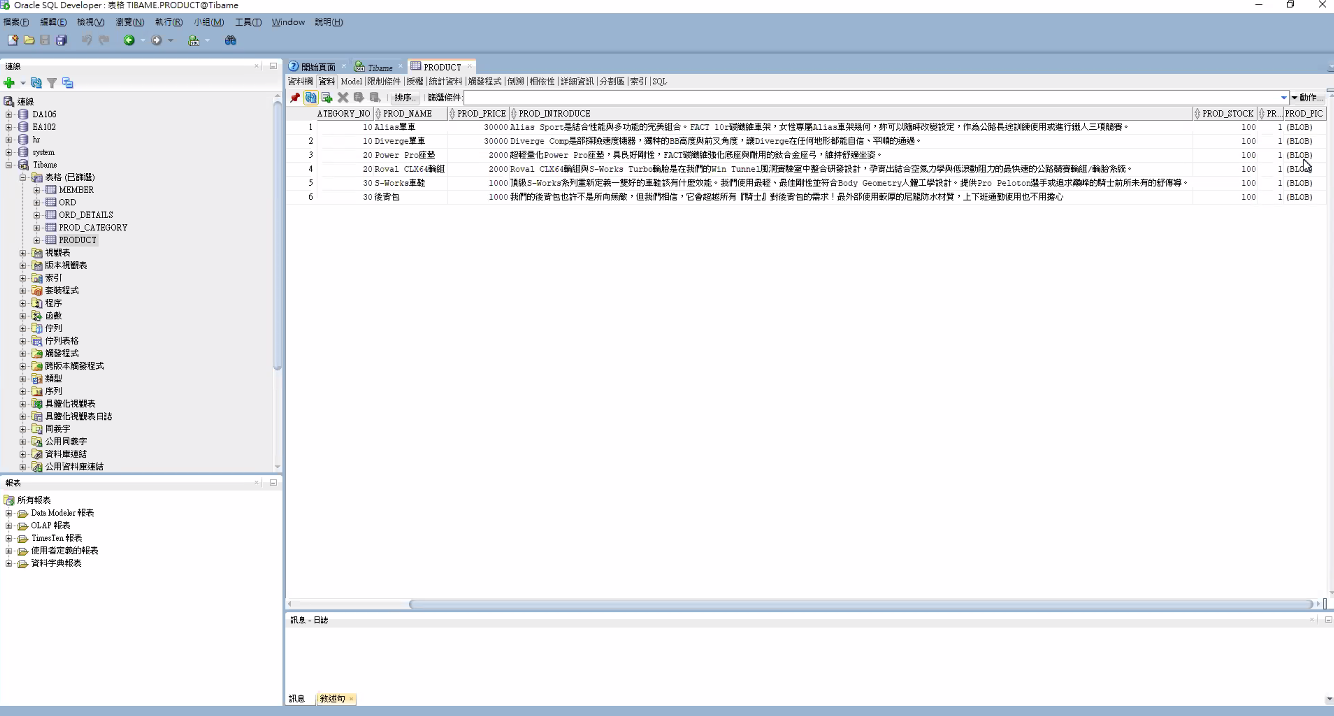 Oracle SQL Developer : 表格 TIBAME.PRODUCT@Tibame
檔案(F) 編輯(E) 檢視(V) 瀏覽(N) 執行(R) 小組(M) 工具(T) Window 說明(H)
連線
連線
DA106
EA102
hr
system
Tibame
表格 (已篩選)
MEMBER
ORD
ORD_DETAILS
PROD_CATEGORY
PRODUCT
視觀表
版本視觀表
索引
套裝程式
程序
函數
佇列
佇列表格
觸發程式
跨版本觸發程式
類型
序列
具體化視觀表
具體化視觀表日誌
同義字
公用同義字
資料庫連結
公用資料庫連結
報表
所有報表
Data Modeler 報表
OLAP 報表
TimesTen 報表
使用者定義的報表
資料字典報表
開始頁面 Tibame PRODUCT
資料欄 資料 Model 限制條件 授權 統計資料 觸發程式 倒溯 相依性 詳細資訊 分割區 索引 SQL
排序... 篩選條件: 動作...
ATEGORY_NO PROD_NAME PROD_PRICE PROD_INTRODUCE PROD_STOCK PR... PROD_PIC
1 10 Alias單車 30000 Alias Sport是結合性能與多功能的完美組合。FACT 10r碳纖維車架，女性專屬Alias車架幾何，妳可以隨時改變設定，作為公路長途訓練使用或進行鐵人三項競賽。 100 1 (BLOB)
2 10 Diverge單車 30000 Diverge Comp是部探險速度機器，獨特的BB高度與前叉角度，讓Diverge在任何地形都能自信、平順的通過。 100 1 (BLOB)
3 20 Power Pro座墊 2000 超輕量化Power Pro座墊，具良好剛性，FACT碳纖維強化底座與耐用的鈦合金座弓，維持舒適坐姿。 100 1 (BLOB)
4 20 Roval CLX64輪組 2000 Roval CLX64輪組與S-Works Turbo輪胎是在我們的Win Tunnel風洞實驗室中整合研發設計，孕育出結合空氣力學與低滾動阻力的最快速的公路競賽輪組/輪胎系統。 100 1 (BLOB)
5 30 S-Works車鞋 1000 頂級S-Works系列重新定義一雙好的車鞋該有什麼效能。我們使用最輕、最佳剛性並符合Body Geometry人體工學設計。提供Pro Peloton選手或追求巔峰的騎士前所未有的舒傳導。 100 1 (BLOB)
6 30 後背包 1000 我們的後背包也許不是所向無敵，但我們相信，它會超越所有『騎士』對後背包的需求！最外部使用較厚的尼龍防水材質，上下班通勤使用也不用擔心 100 1 (BLOB)
訊息 - 日誌
訊息 敘述句